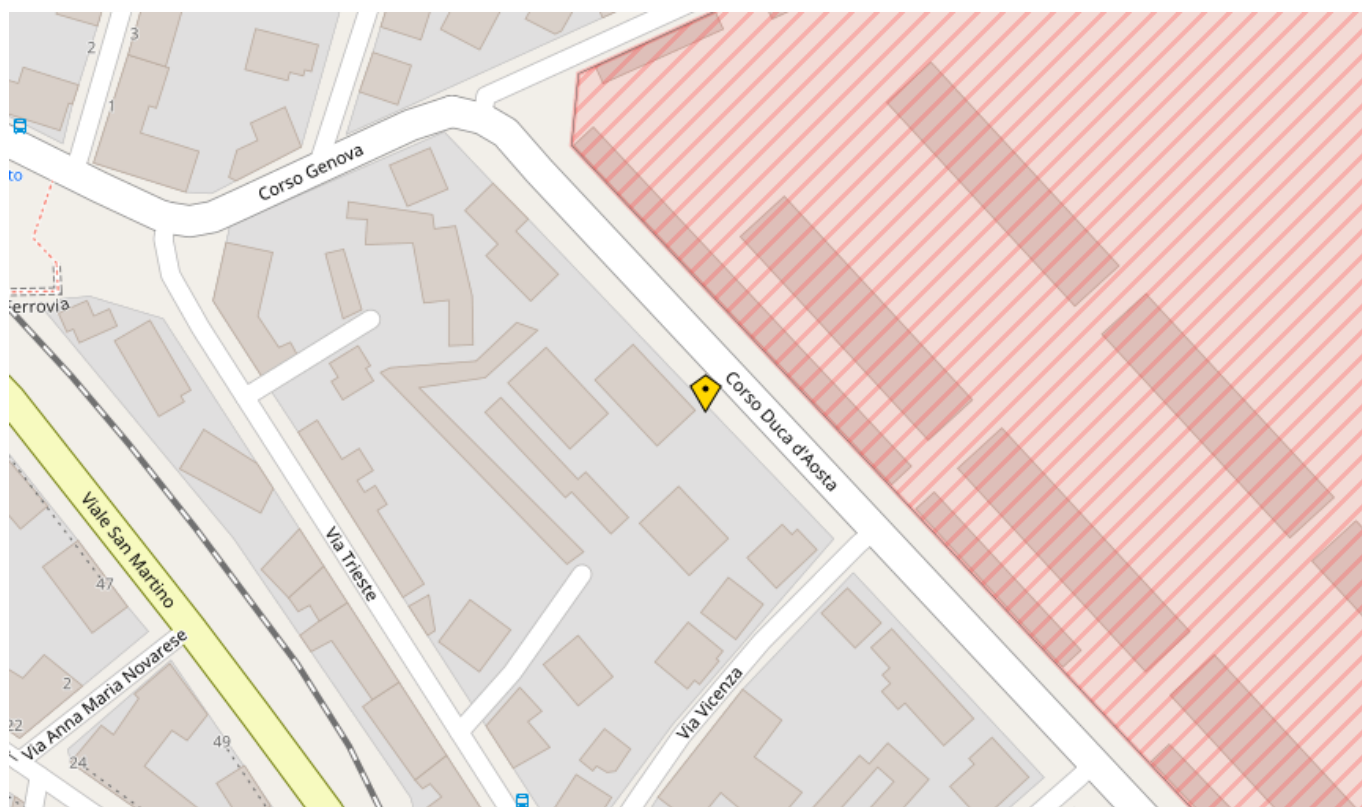 2
3
1
to
Corso Genova
Ferrovia
Corso Duca d'Aosta
Viale San Martino
Via Trieste
47
Via Anna Maria Novarese
2
22
Via Vicenza
49
24